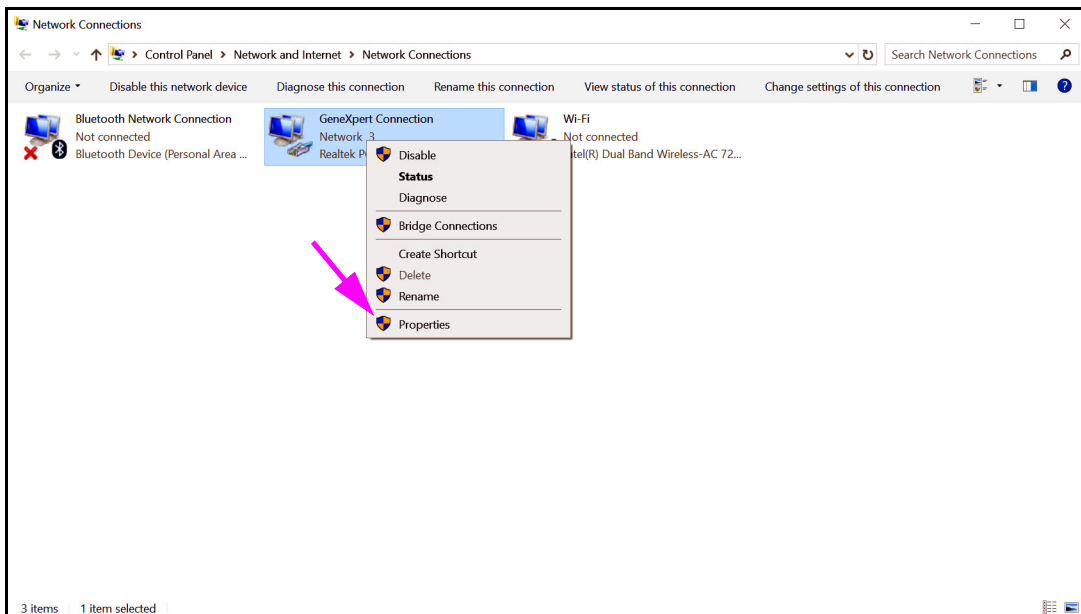 Network Connections
Control Panel > Network and Internet > Network Connections
Search Network Connections
Organize
Disable this network device
Diagnose this connection
Rename this connection
View status of this connection
Change settings of this connection
Bluetooth Network Connection
Not connected
Bluetooth Device (Personal Area ...
GeneXpert Connection
Network 3
Realtek
Wi-Fi
Not connected
Dual Band Wireless-AC 72...
Disable
Status
Diagnose
Bridge Connections
Create Shortcut
Delete
Rename
Properties
3 items
1 item selected